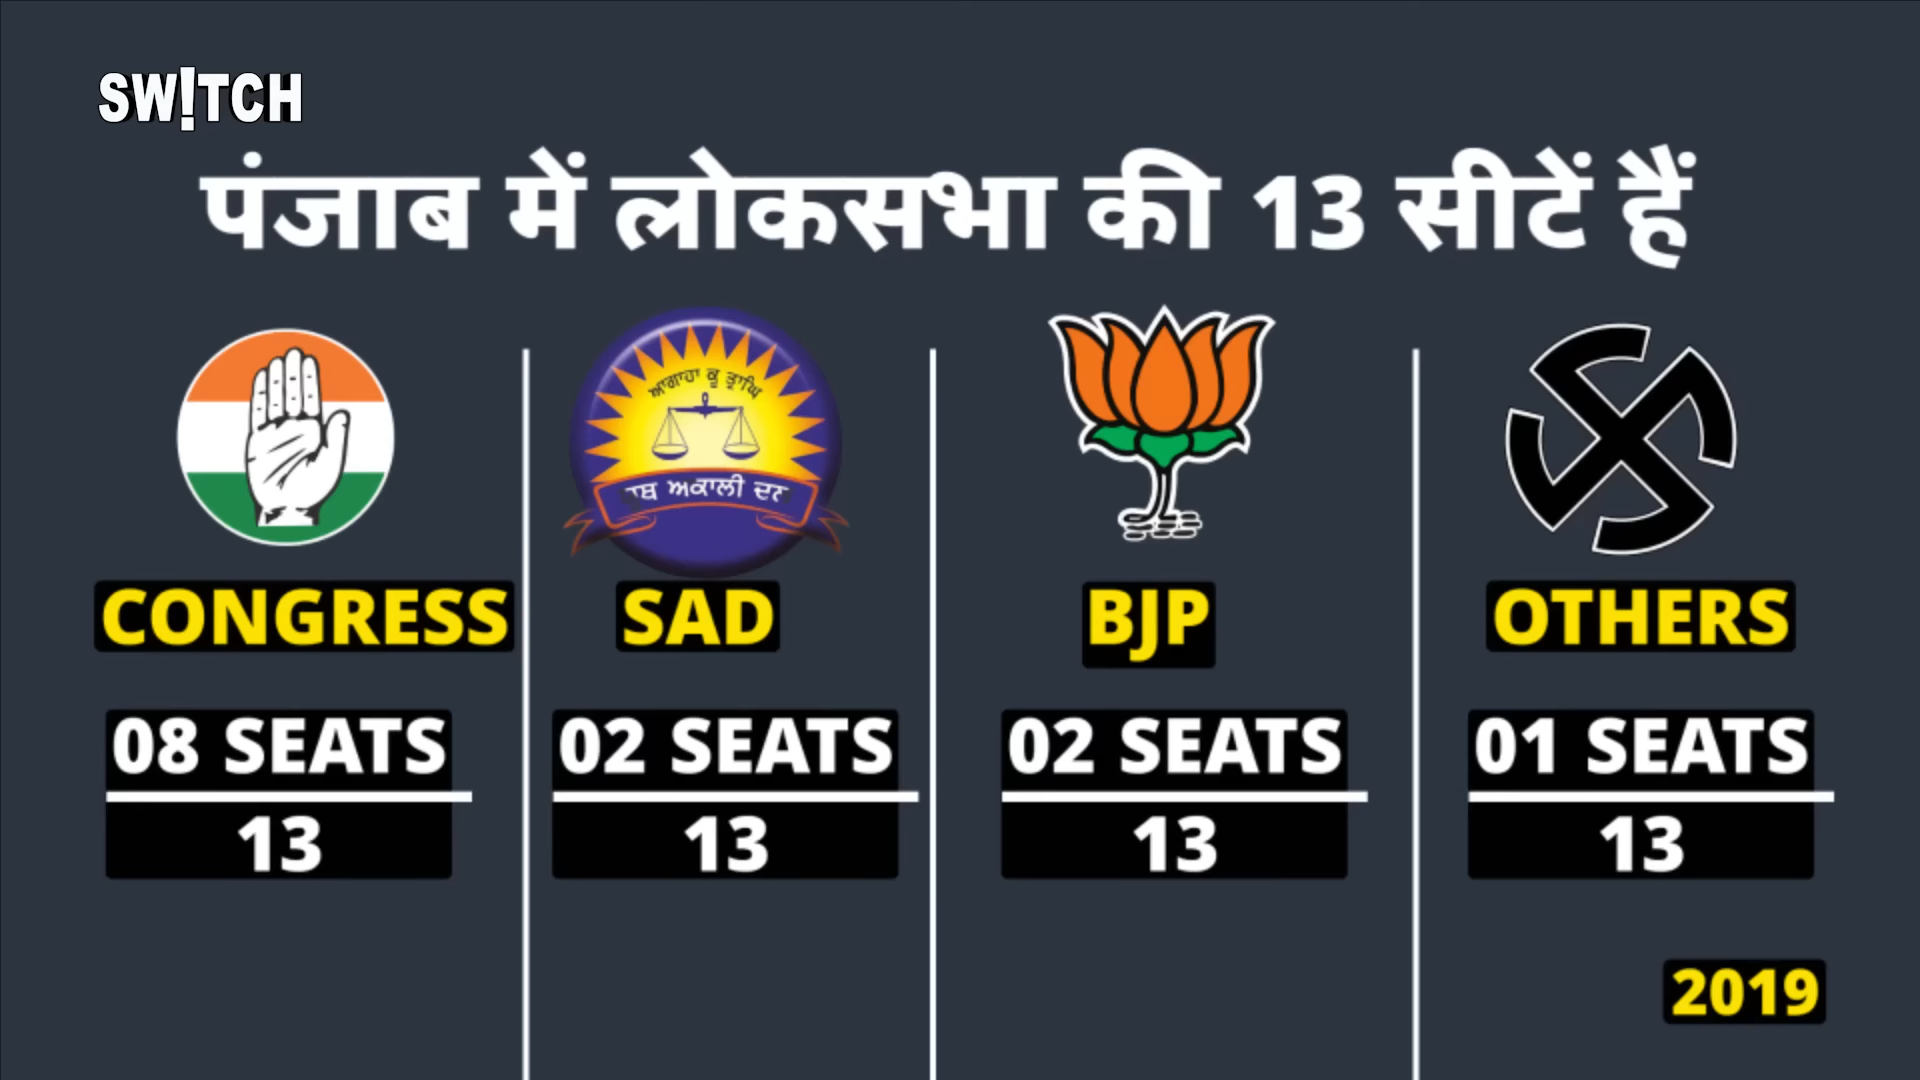 SW!TCH
पंजाब में लोकसभा की 13 सीटें हैं
ਅਕਾਲੀ
CONGRESS
SAD
BJP
OTHERS
08 SEATS
13
02 SEATS
13
02 SEATS
13
01 SEATS
13
2019